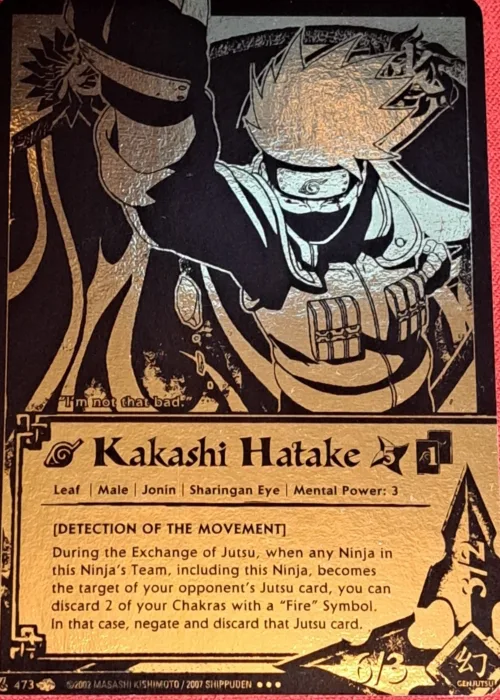 "I'm not that bad."
Kakashi Hatake 5 1
Leaf | Male | Jonin | Sharingan Eye | Mental Power: 3
[DETECTION OF THE MOVEMENT]
During the Exchange of Jutsu, when any Ninja in
this Ninja's Team, including this Ninja, becomes
the target of your opponent's Jutsu card, you can
discard 2 of your Chakras with a "Fire" Symbol.
In that case, negate and discard that Jutsu card.
3/2
6/3
幻
GENJUTSU
473
©2002 MASASHI KISHIMOTO / 2007 SHIPPUDEN